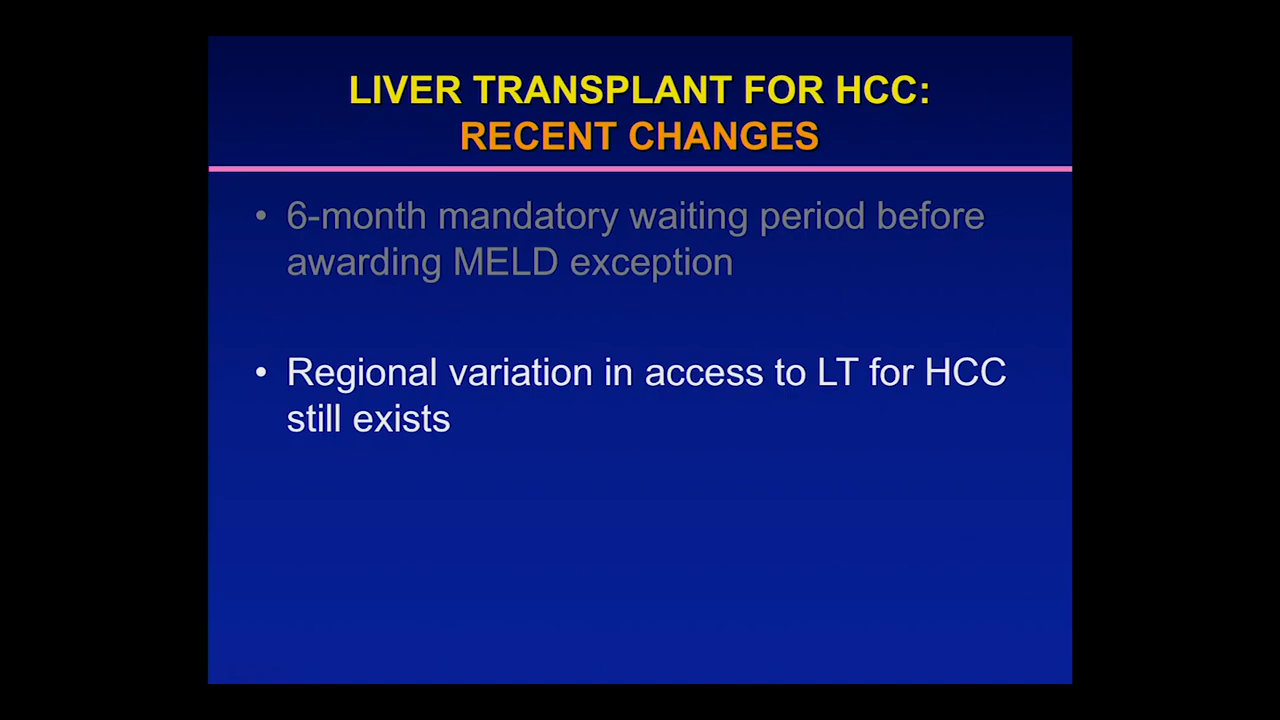 LIVER TRANSPLANT FOR HCC:
RECENT CHANGES
• 6-month mandatory waiting period before
awarding MELD exception
• Regional variation in access to LT for HCC
still exists